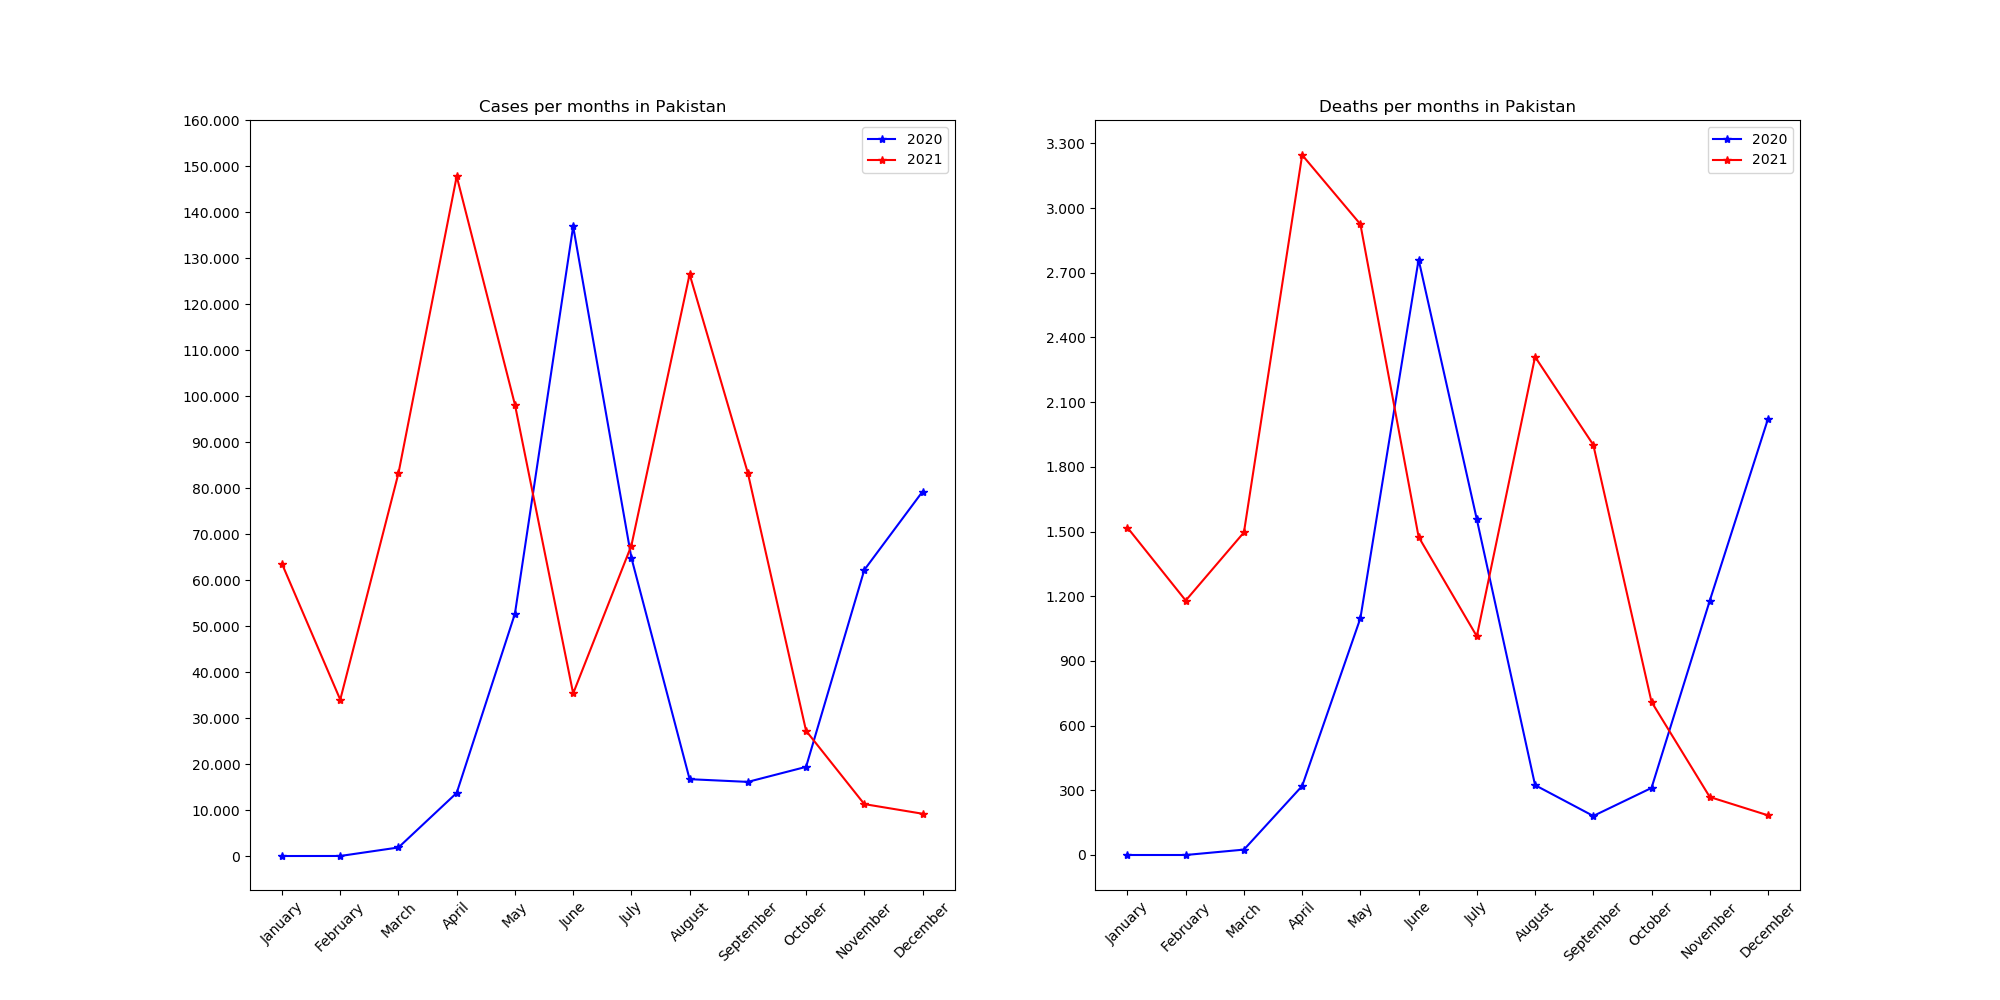 Cases per months in Pakistan
160.000
150.000
140.000
130.000
120.000
110.000
100.000
90.000
80.000
70.000
60.000
50.000
40.000
30.000
20.000
10.000
0
2020
2021
January
February
March
April
May
June
July
August
September
October
November
December
Deaths per months in Pakistan
3.300
3.000
2.700
2.400
2.100
1.800
1.500
1.200
900
600
300
0
2020
2021
January
February
March
April
May
June
July
August
September
October
November
December